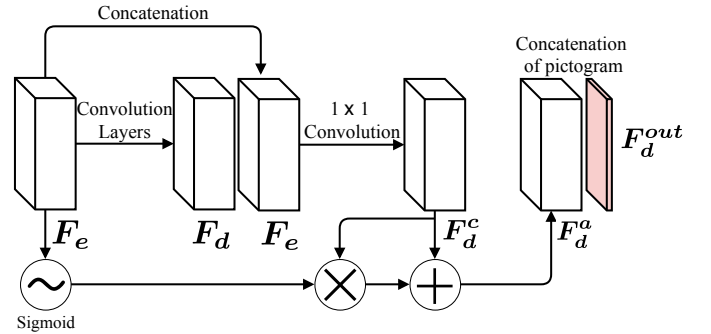 Concatenation
Concatenation
of pictogram
Convolution
Layers
1 x 1
Convolution
F_d^{out}
F_e
F_d
F_e
F_d^c
F_d^a
Sigmoid